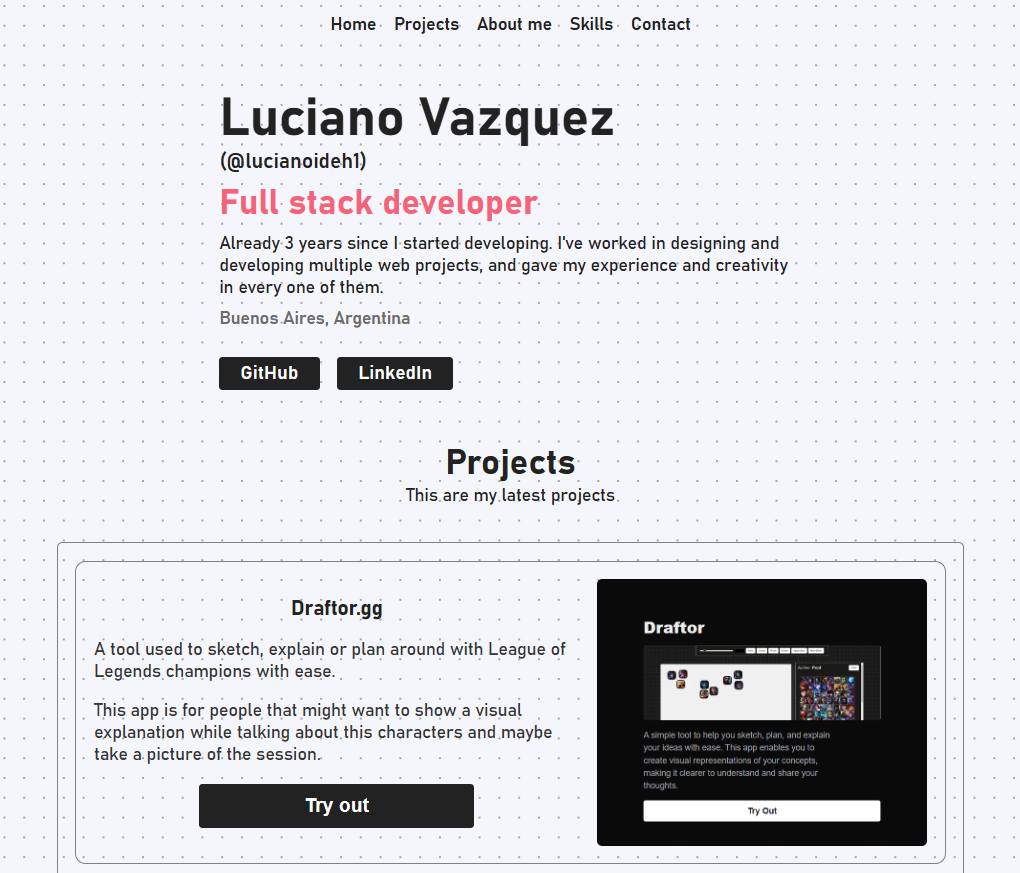 Home Projects About me Skills Contact
Luciano Vazquez
(@lucianoideh1)
Full stack developer
Already 3 years since I started developing. I've worked in designing and
developing multiple web projects, and gave my experience and creativity
in every one of them.
Buenos Aires, Argentina
GitHub LinkedIn
Projects
This are my latest projects
Draftor.gg
A tool used to sketch, explain or plan around with League of
Legends champions with ease.
This app is for people that might want to show a visual
explanation while talking about this characters and maybe
take a picture of the session.
Try out
Draftor
A simple tool to help you sketch, plan, and explain
your ideas with ease. This app enables you to
create visual representations of your concepts,
making it clearer to understand and share your
thoughts.
Try Out